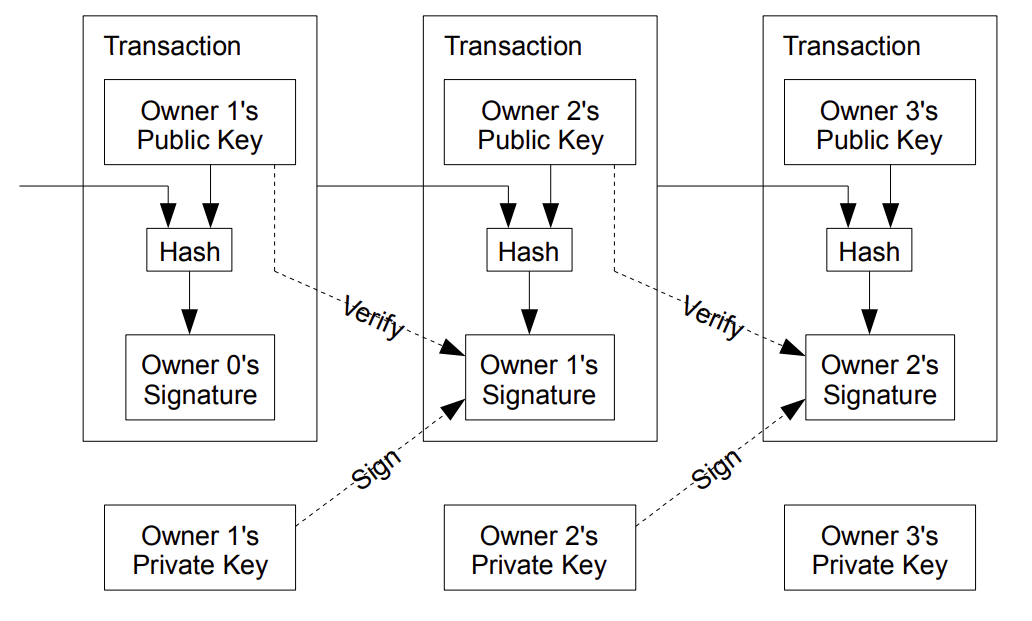 Transaction
Owner 1's
Public Key
Hash
Owner 0's
Signature
Transaction
Owner 2's
Public Key
Hash
Verify
Owner 1's
Signature
Transaction
Owner 3's
Public Key
Hash
Verify
Owner 2's
Signature
Sign
Sign
Owner 1's
Private Key
Owner 2's
Private Key
Owner 3's
Private Key